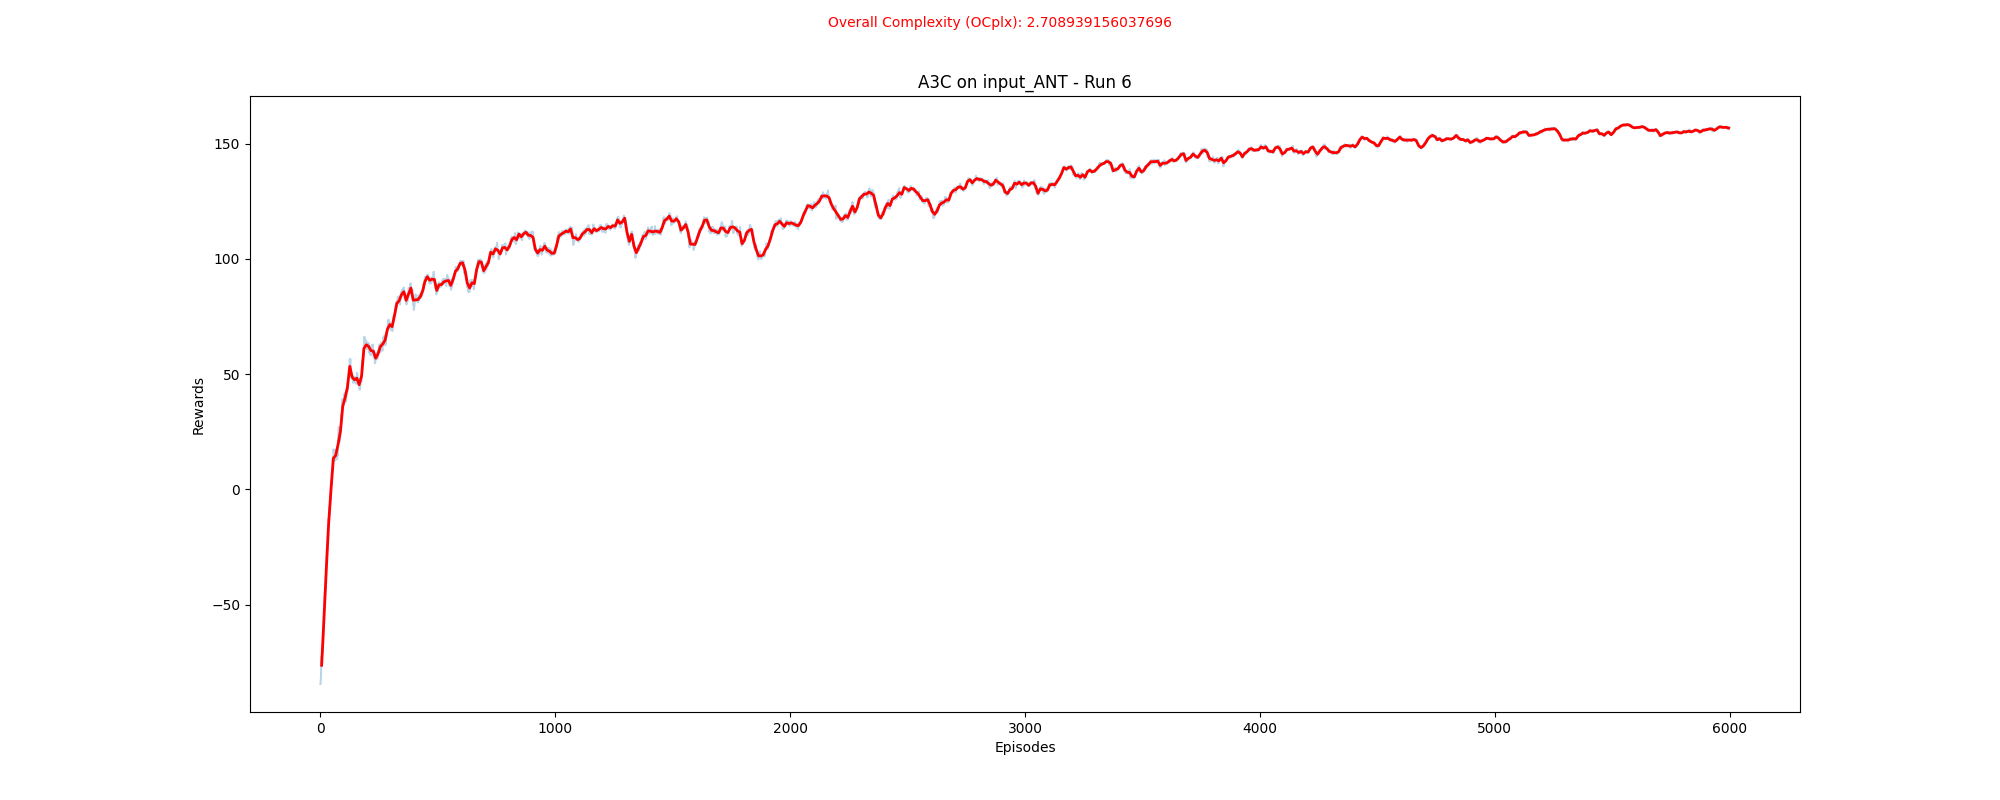 Overall Complexity (OCplx): 2.708939156037696
A3C on input_ANT - Run 6
150
100
50
0
−50
Rewards
0 1000 2000 3000 4000 5000 6000
Episodes